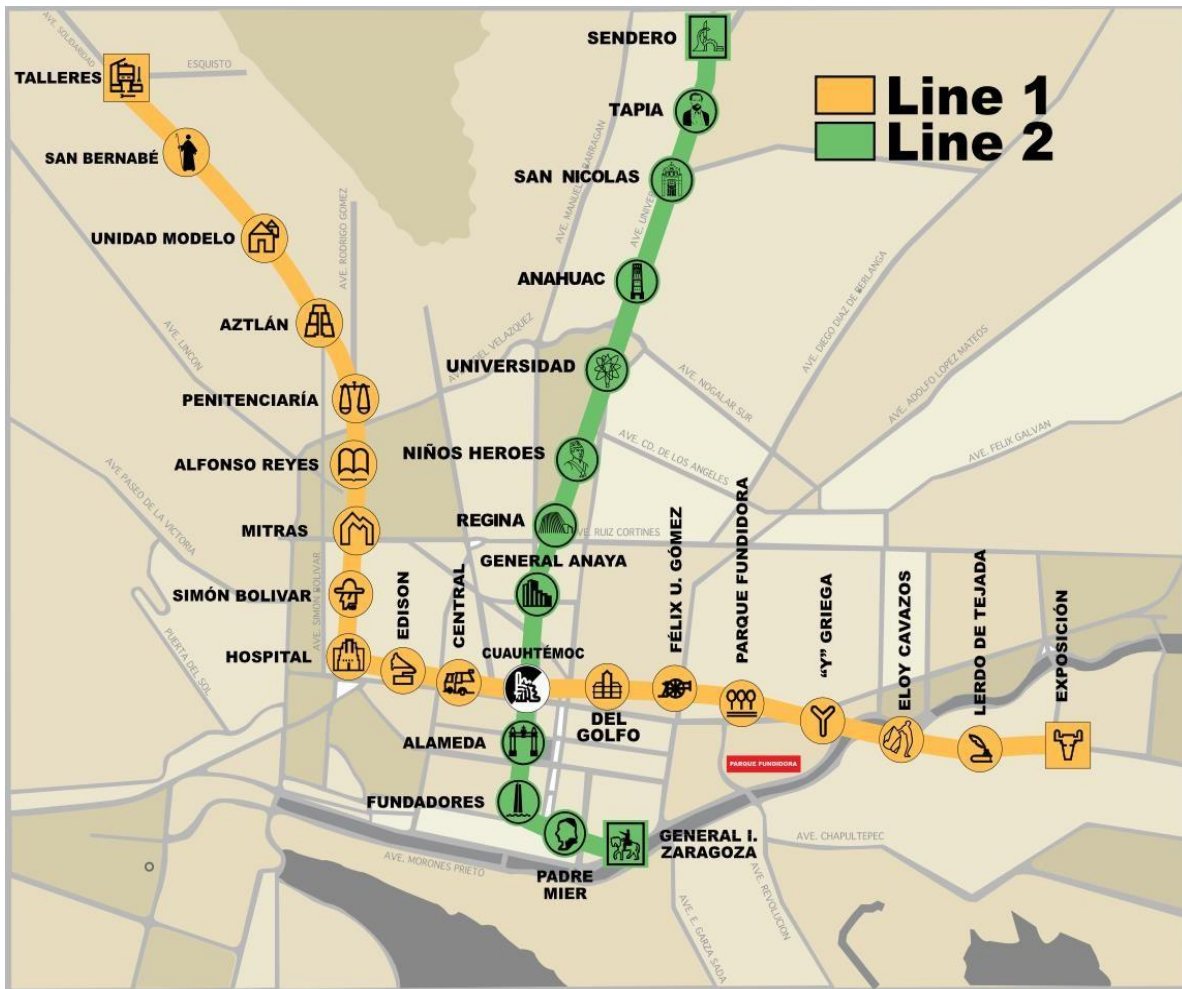 SENDERO
AVE. SOLIDARIDAD
ESQUISTO
TALLERES
Line 1
TAPIA
Line 2
SAN BERNABÉ
SAN NICOLAS
UNIDAD MODELO
AVE. RODRIGO GOMEZ
ANAHUAC
AVE. DIEGO DIAZ DE BERLANGA
AZTLÁN
AVE. LINCON
UNIVERSIDAD
AVE. NOGALAR SUR
AVE. ADOLFO LOPEZ MATEOS
PENITENCIARÍA
AVE. CD. DE LOS ANGELES
AVE. FELIX GALVAN
NIÑOS HEROES
ALFONSO REYES
AVE PASEO DE LA VICTORIA
REGINA
VE. RUIZ CORTINES
MITRAS
GENERAL ANAYA
AVE. SIMÓN BOLIVAR
SIMÓN BOLIVAR
EDISON
CENTRAL
FÉLIX U. GÓMEZ
PARQUE FUNDIDORA
“Y” GRIEGA
ELOY CAVAZOS
LERDO DE TEJADA
EXPOSICIÓN
HOSPITAL
PUERTA DEL SOL
CUAUHTÉMOC
DEL
GOLFO
ALAMEDA
PARQUE FUNDIDORA
FUNDADORES
GENERAL I.
ZARAGOZA
AVE. CHAPULTEPEC
AVE. MORONES PRIETO
PADRE
MIER
AVE. REVOLUCION
AVE. E. GARZA SADA